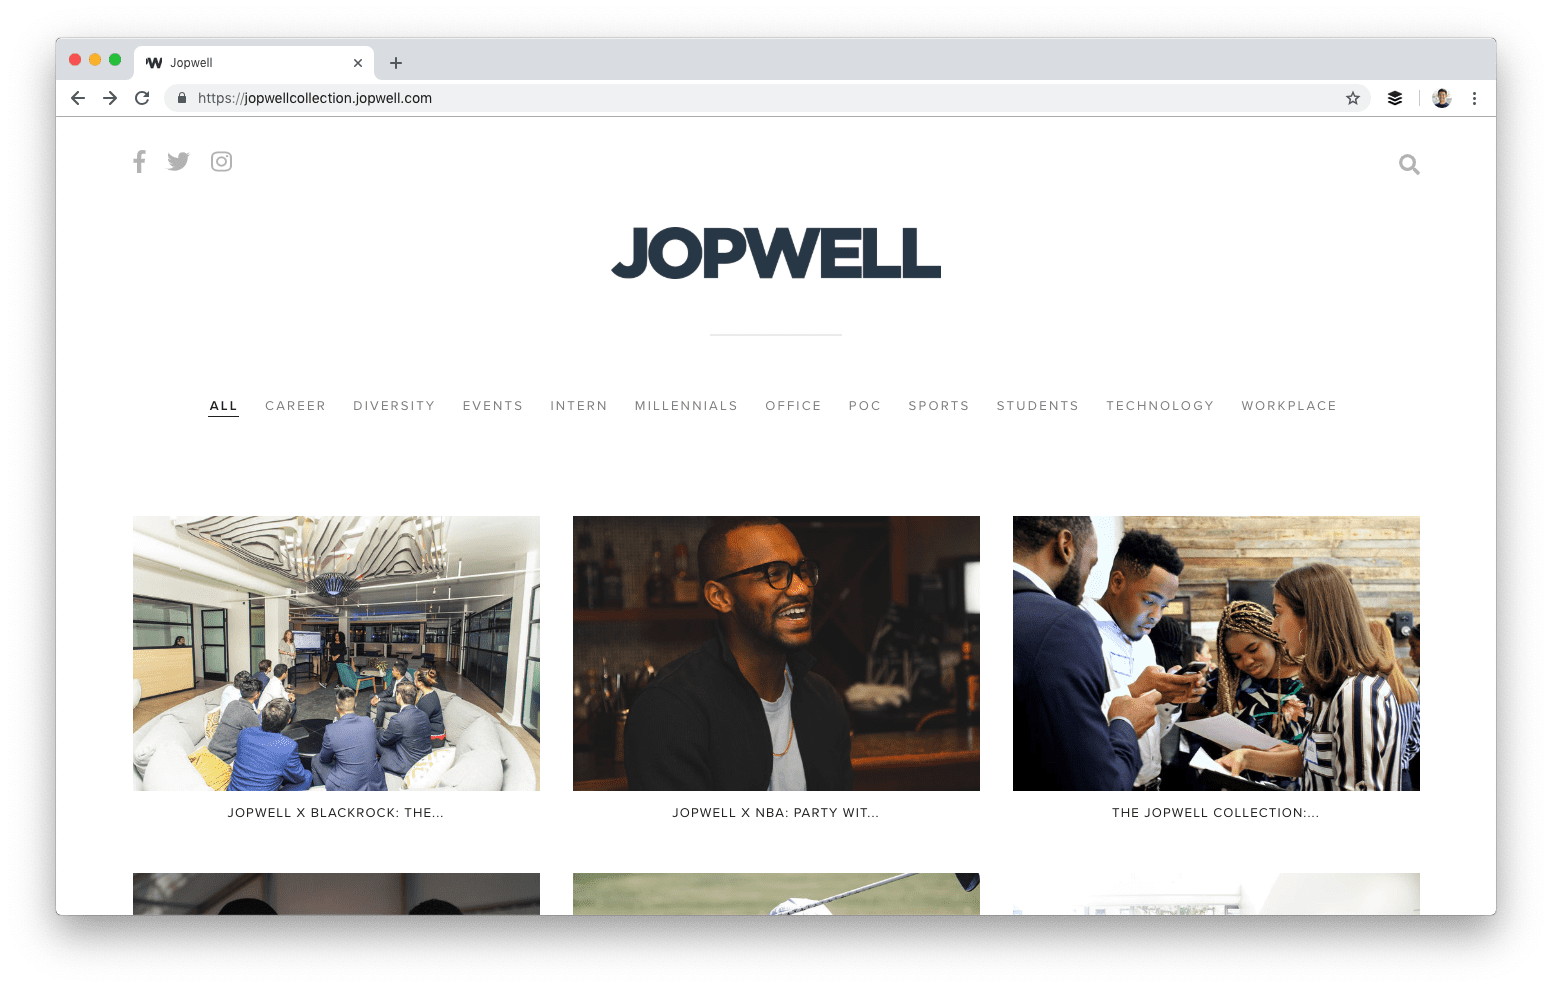 Jopwell
https://jopwellcollection.jopwell.com
JOPWELL
ALL CAREER DIVERSITY EVENTS INTERN MILLENNIALS OFFICE POC SPORTS STUDENTS TECHNOLOGY WORKPLACE
JOPWELL X BLACKROCK: THE...
JOPWELL X NBA: PARTY WIT...
THE JOPWELL COLLECTION:...